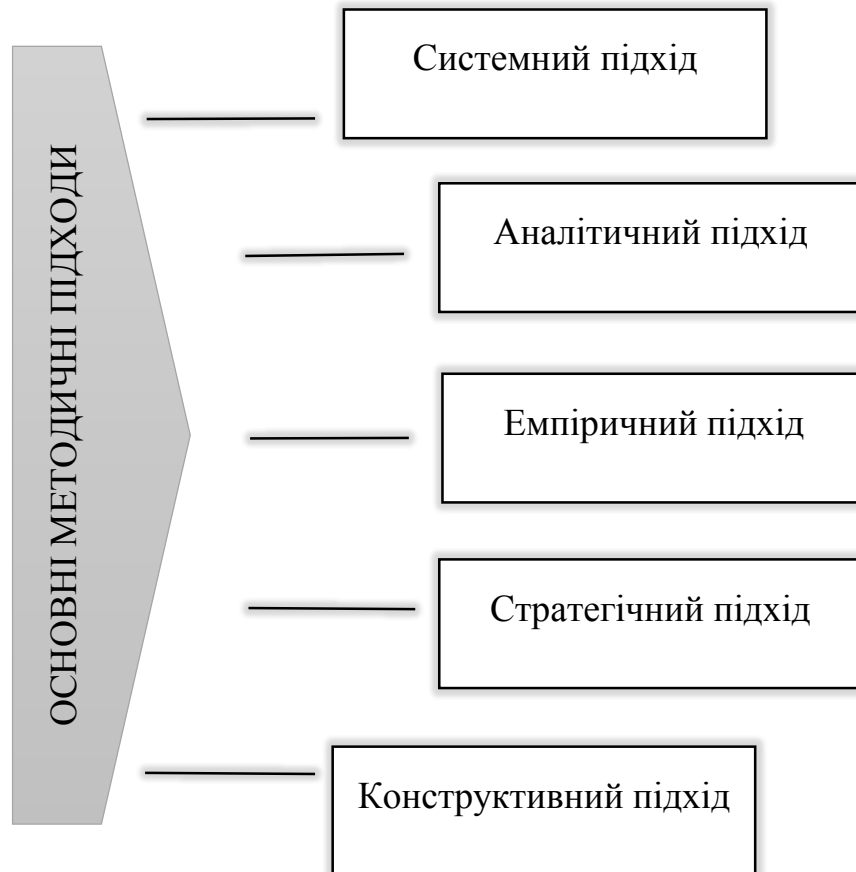 ОСНОВНІ МЕТОДИЧНІ ПІДХОДИ
Системний підхід
Аналітичний підхід
Емпіричний підхід
Стратегічний підхід
Конструктивний підхід